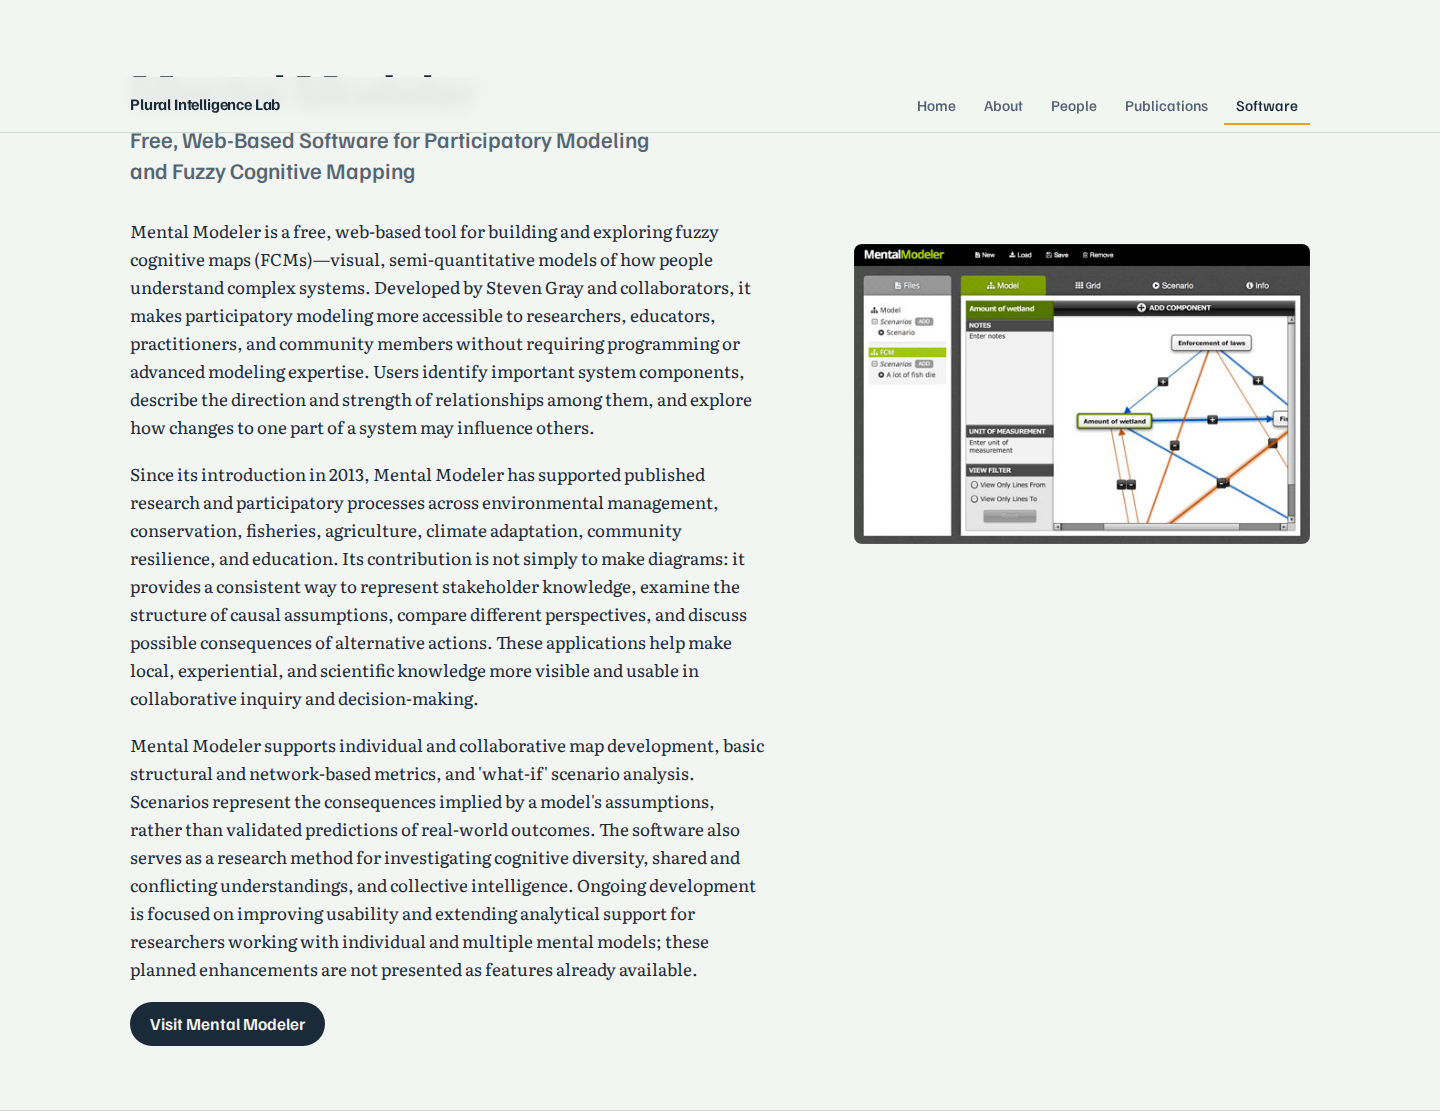 Plural Intelligence Lab
Home About People Publications Software
Free, Web-Based Software for Participatory Modeling
and Fuzzy Cognitive Mapping
Mental Modeler is a free, web-based tool for building and exploring fuzzy
cognitive maps (FCMs)—visual, semi-quantitative models of how people
understand complex systems. Developed by Steven Gray and collaborators, it
makes participatory modeling more accessible to researchers, educators,
practitioners, and community members without requiring programming or
advanced modeling expertise. Users identify important system components,
describe the direction and strength of relationships among them, and explore
how changes to one part of a system may influence others.
Since its introduction in 2013, Mental Modeler has supported published
research and participatory processes across environmental management,
conservation, fisheries, agriculture, climate adaptation, community
resilience, and education. Its contribution is not simply to make diagrams: it
provides a consistent way to represent stakeholder knowledge, examine the
structure of causal assumptions, compare different perspectives, and discuss
possible consequences of alternative actions. These applications help make
local, experiential, and scientific knowledge more visible and usable in
collaborative inquiry and decision-making.
Mental Modeler supports individual and collaborative map development, basic
structural and network-based metrics, and 'what-if' scenario analysis.
Scenarios represent the consequences implied by a model's assumptions,
rather than validated predictions of real-world outcomes. The software also
serves as a research method for investigating cognitive diversity, shared and
conflicting understandings, and collective intelligence. Ongoing development
is focused on improving usability and extending analytical support for
researchers working with individual and multiple mental models; these
planned enhancements are not presented as features already available.
Visit Mental Modeler
MentalModeler New Load Save Remove
Files Model Grid Scenario Info
Model
Scenarios ADD
Scenario
FCM
Scenarios ADD
A lot of fish die
Amount of wetland
NOTES
Enter notes
UNIT OF MEASUREMENT
Enter unit of
measurement
VIEW FILTER
View Only Lines From
View Only Lines To
ADD COMPONENT
Enforcement of laws
Amount of wetland